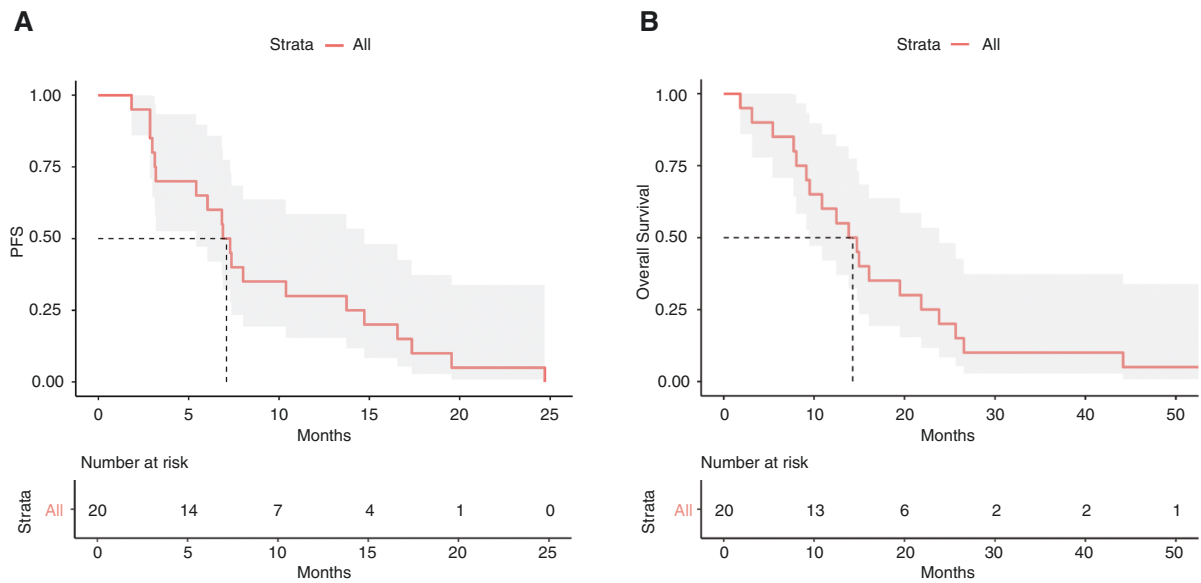 A
Strata All
1.00
0.75
0.50
0.25
0.00
PFS
0 5 10 15 20 25
Months
Number at risk
Strata
All 20 14 7 4 1 0
0 5 10 15 20 25
Months
B
Strata All
1.00
0.75
0.50
0.25
0.00
Overall Survival
0 10 20 30 40 50
Months
Number at risk
Strata
All 20 13 6 2 2 1
0 10 20 30 40 50
Months